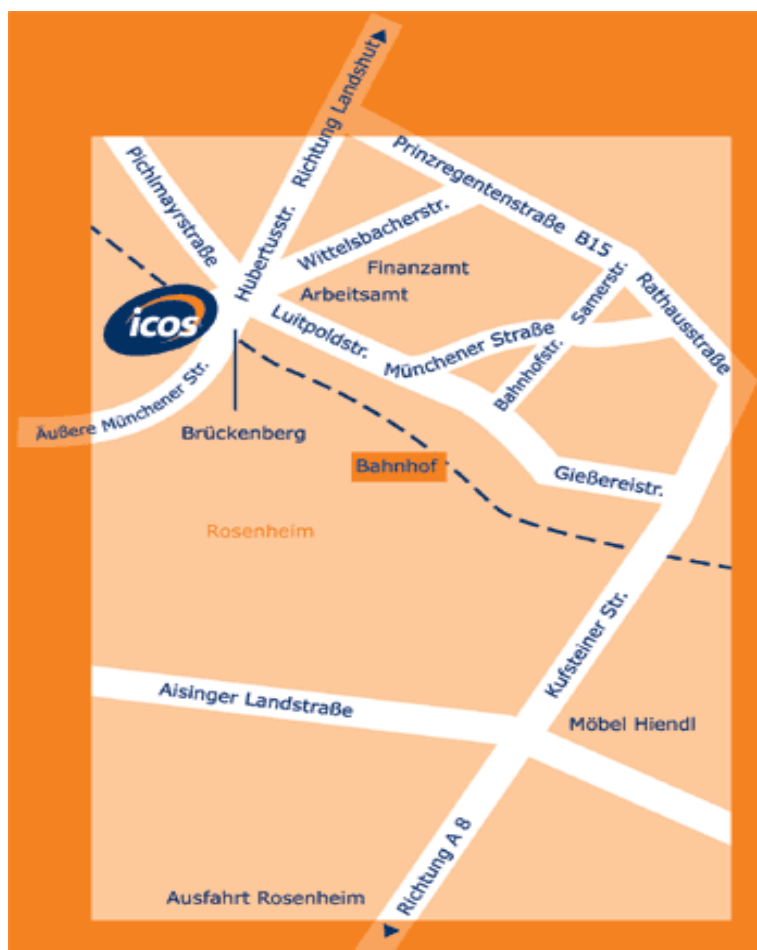 Richtung Landshut
Pichlmayrstraße
Hubertusstr.
Prinzregentenstraße B15
Wittelsbacherstr.
Finanzamt
Arbeitsamt
Samerstr.
Rathausstraße
icos
Luitpoldstr.
Münchener Straße
Bahnhofstr.
Äußere Münchener Str.
Brückenberg
Bahnhof
Gießereistr.
Rosenheim
Kufsteiner Str.
Aisinger Landstraße
Möbel Hiendl
Richtung A 8
Ausfahrt Rosenheim